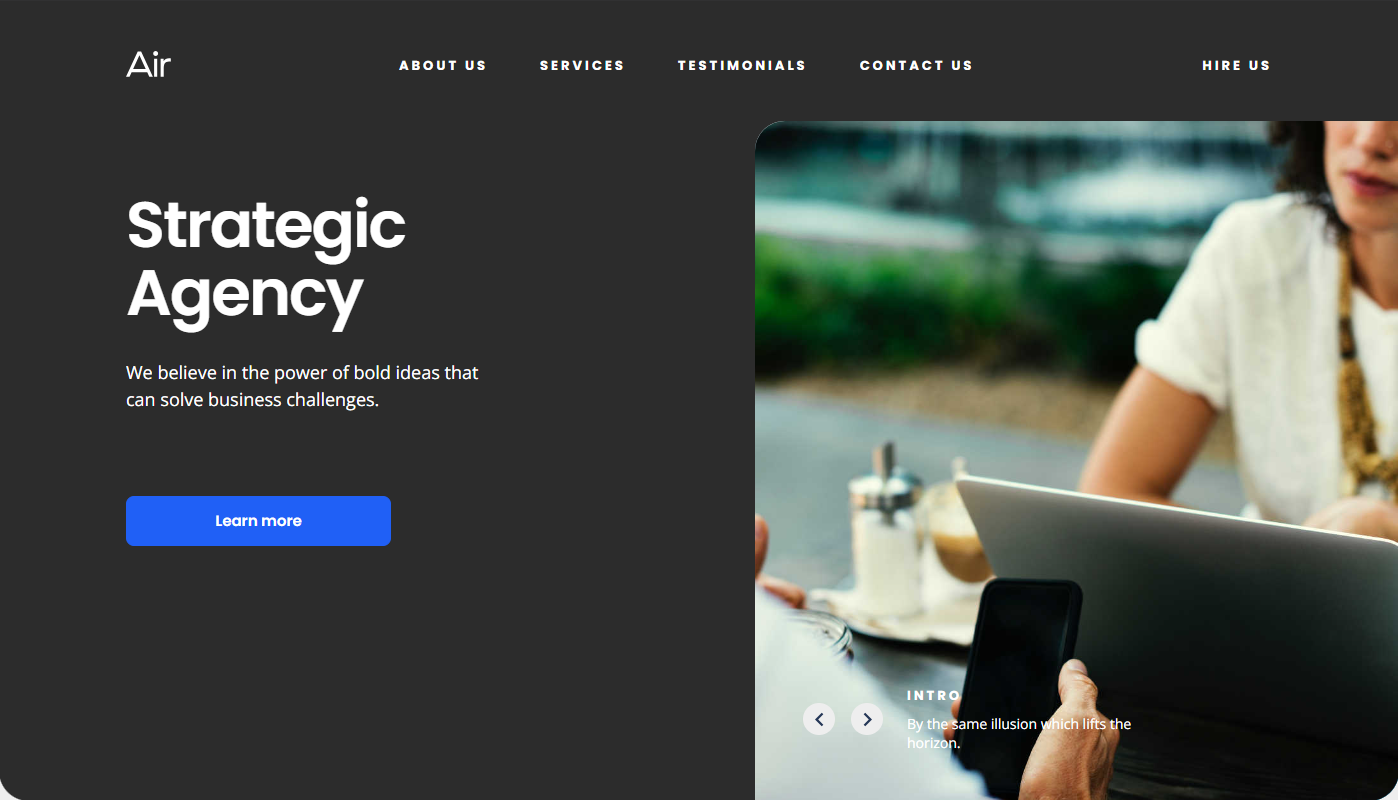 Air
ABOUT US
SERVICES
TESTIMONIALS
CONTACT US
HIRE US
Strategic
Agency
We believe in the power of bold ideas that
can solve business challenges.
Learn more
INTRO
By the same illusion which lifts the
horizon.